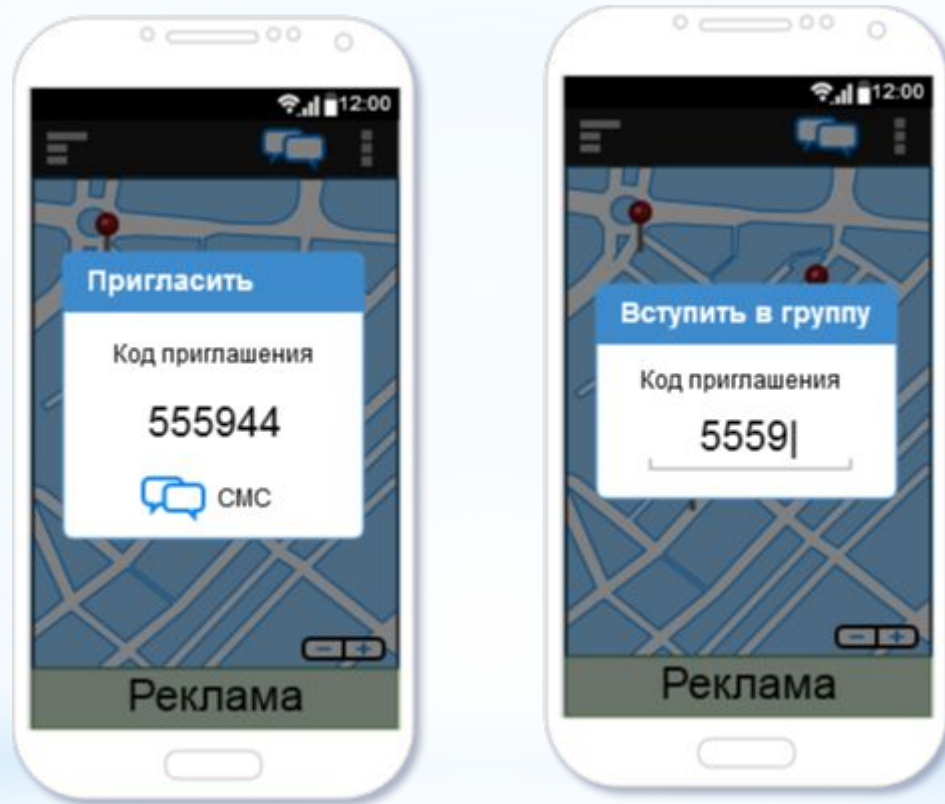 12:00
Пригласить
Код приглашения
555944
СМС
Реклама
12:00
Вступить в группу
Код приглашения
5559
Реклама